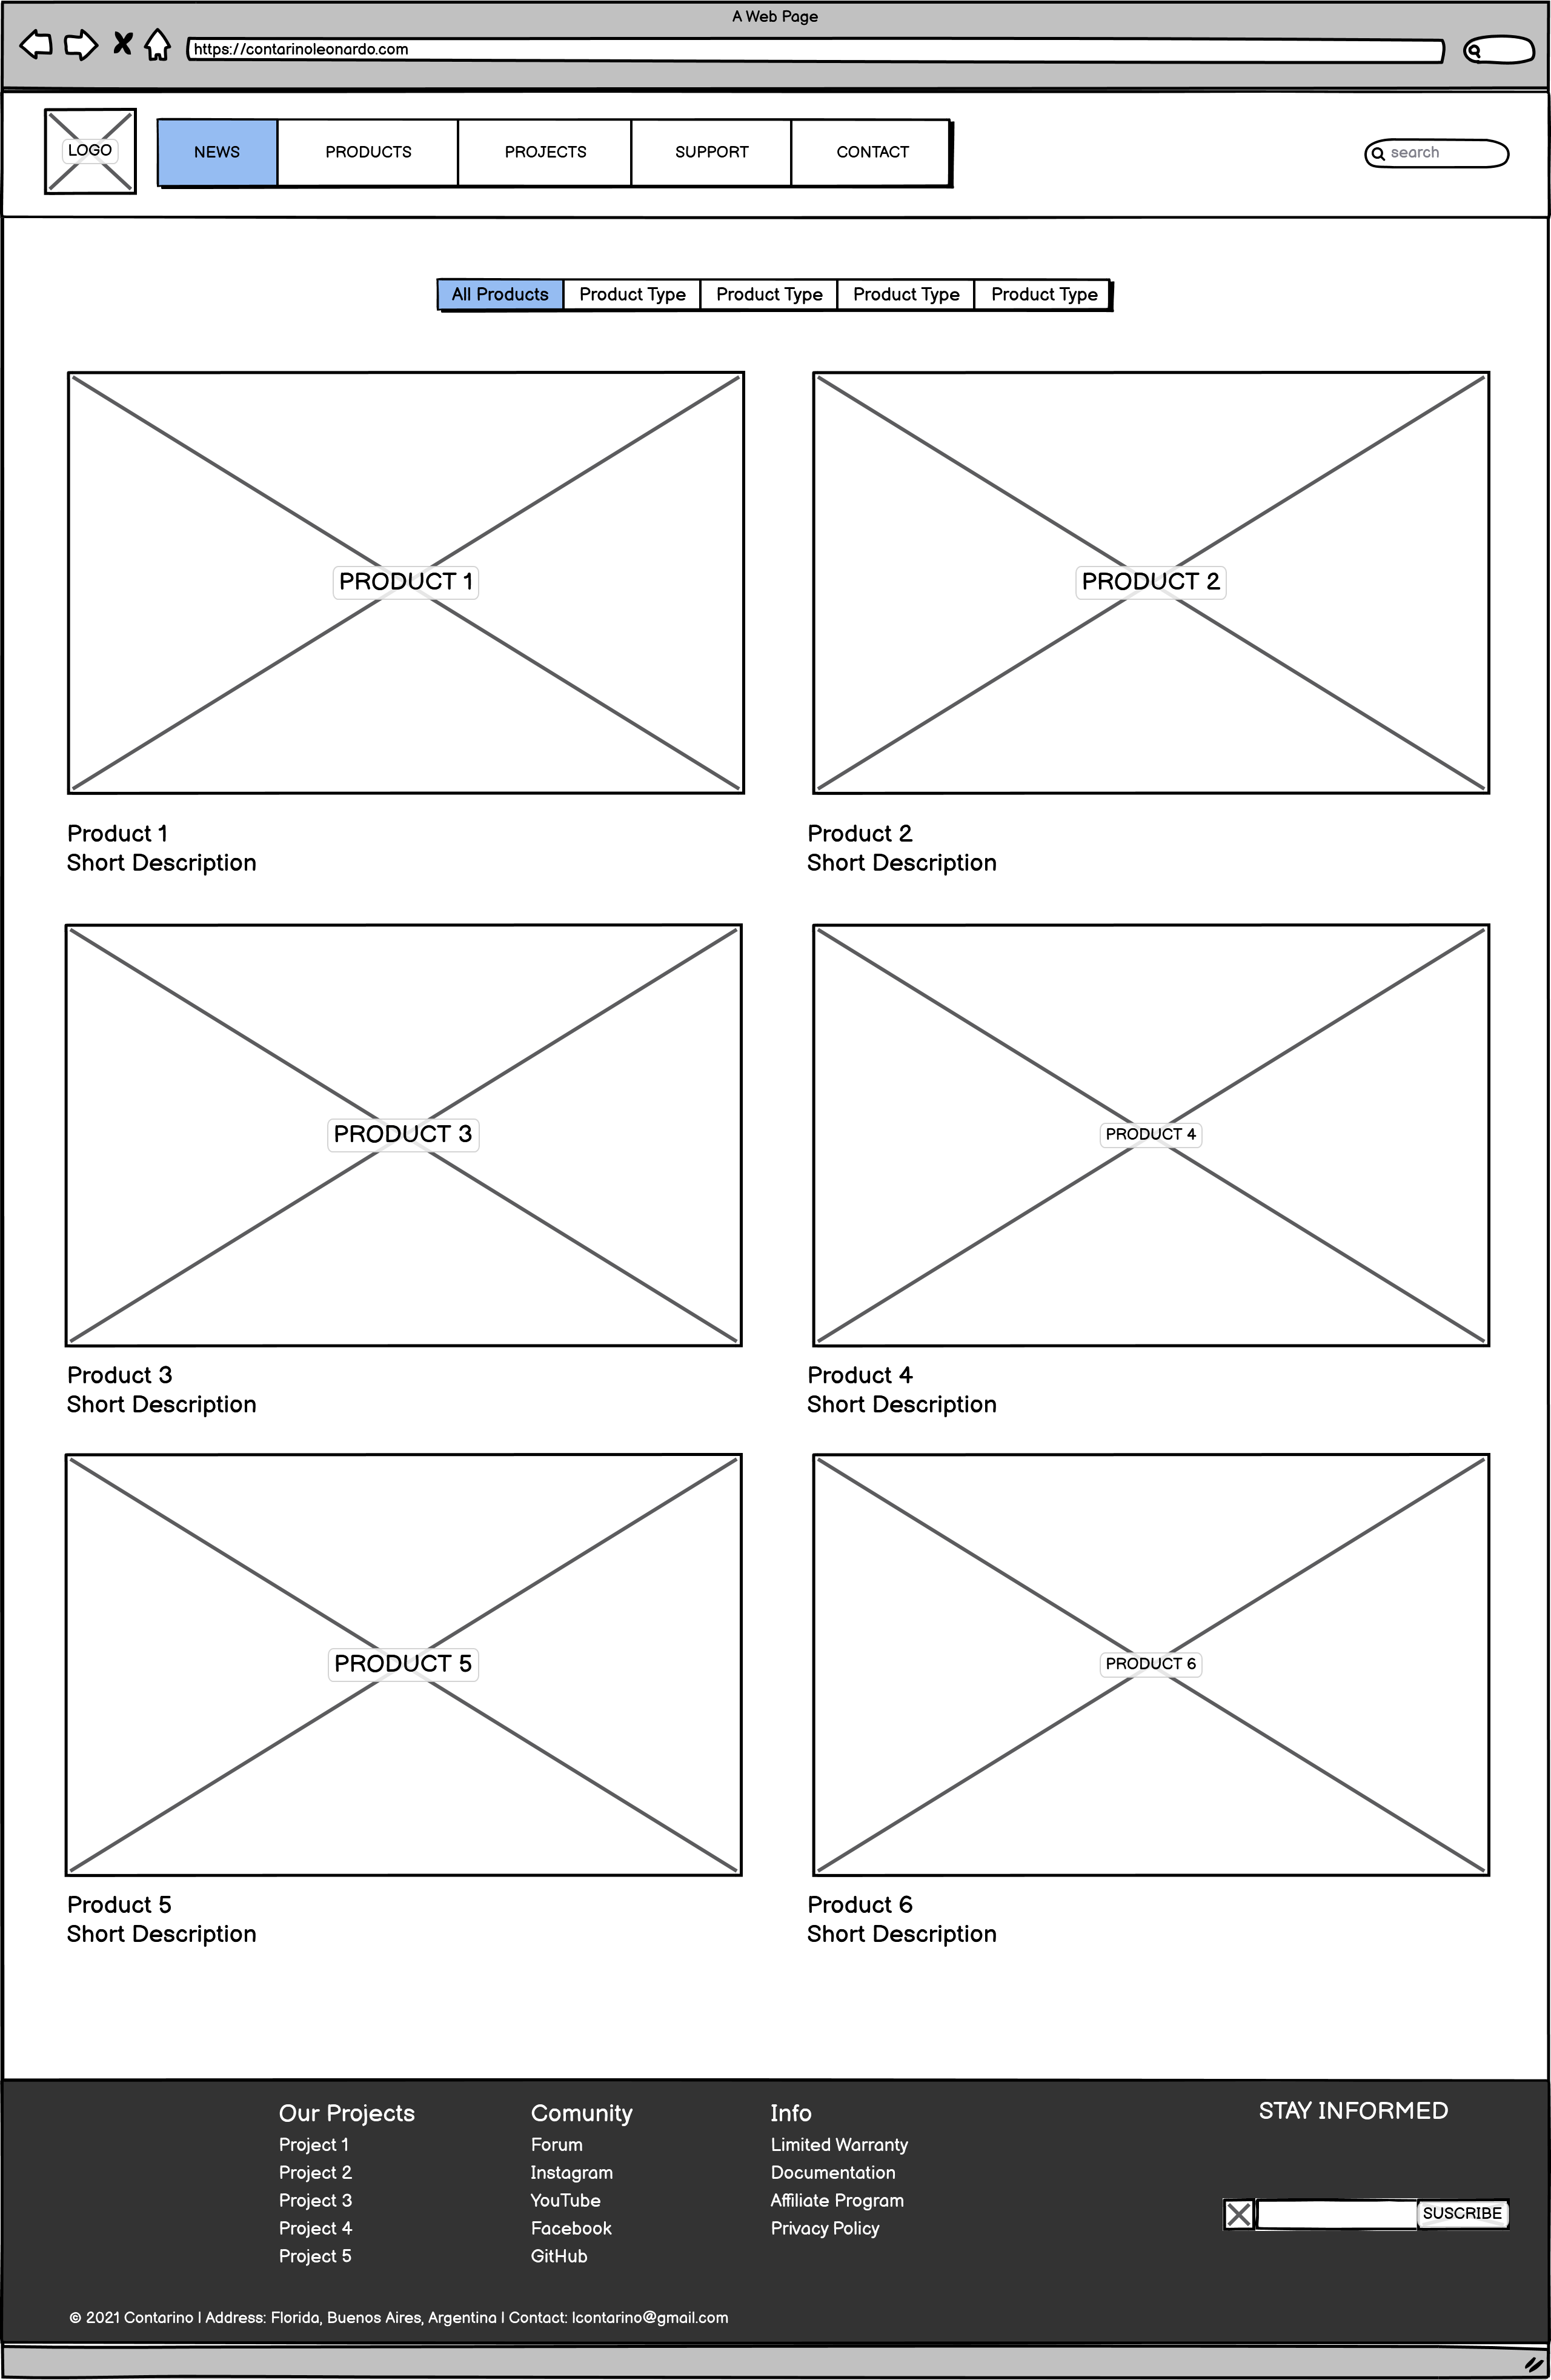 A Web Page
https://contarinoleonardo.com
LOGO
NEWS PRODUCTS PROJECTS SUPPORT CONTACT
search
All Products Product Type Product Type Product Type Product Type
PRODUCT 1
PRODUCT 2
Product 1
Short Description
Product 2
Short Description
PRODUCT 3
PRODUCT 4
Product 3
Short Description
Product 4
Short Description
PRODUCT 5
PRODUCT 6
Product 5
Short Description
Product 6
Short Description
Our Projects
Project 1
Project 2
Project 3
Project 4
Project 5
Comunity
Forum
Instagram
YouTube
Facebook
GitHub
Info
Limited Warranty
Documentation
Affiliate Program
Privacy Policy
STAY INFORMED
SUSCRIBE
© 2021 Contarino | Address: Florida, Buenos Aires, Argentina | Contact: lcontarino@gmail.com